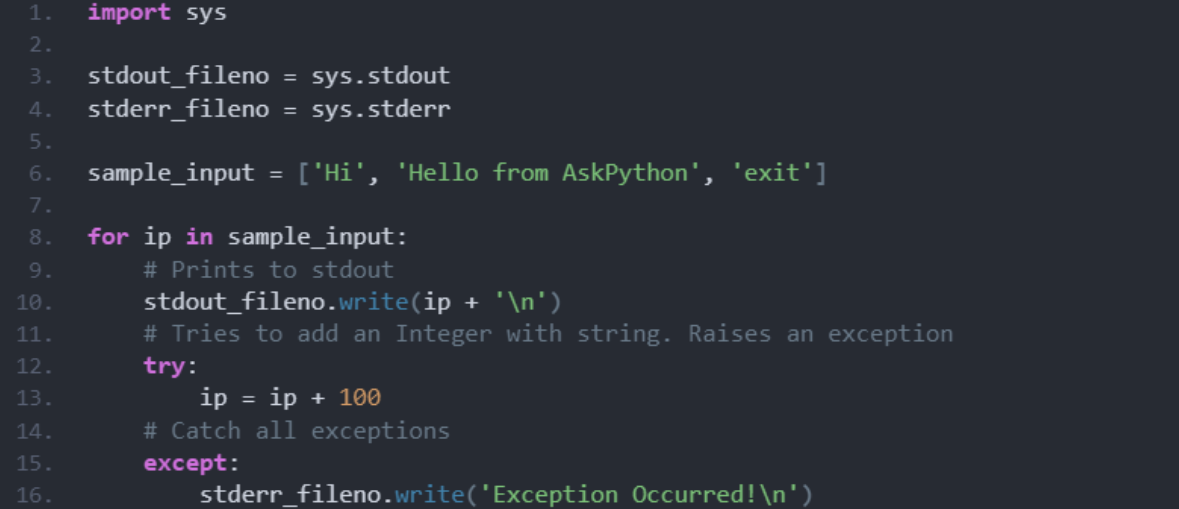 1. import sys
2.
3. stdout_fileno = sys.stdout
4. stderr_fileno = sys.stderr
5.
6. sample_input = ['Hi', 'Hello from AskPython', 'exit']
7.
8. for ip in sample_input:
9.     # Prints to stdout
10.     stdout_fileno.write(ip + '\n')
11.     # Tries to add an Integer with string. Raises an exception
12.     try:
13.         ip = ip + 100
14.     # Catch all exceptions
15.     except:
16.         stderr_fileno.write('Exception Occurred!\n')